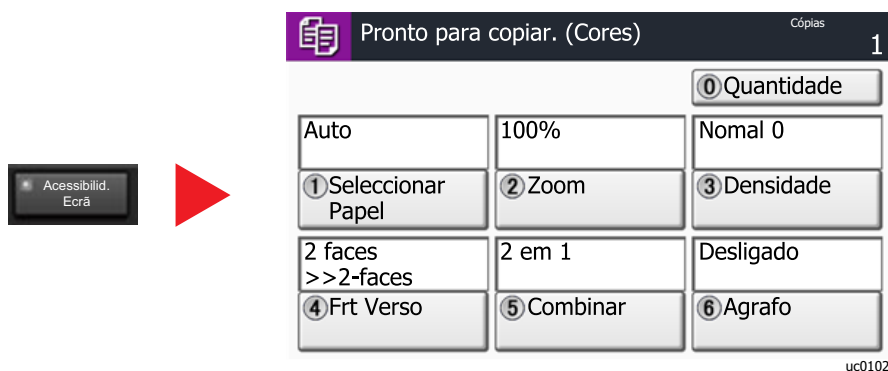 Acessibilid.
Ecrã
Pronto para copiar. (Cores)
Cópias
1
0 Quantidade
Auto
100%
Nomal 0
1 Seleccionar
Papel
2 Zoom
3 Densidade
2 faces
>>2-faces
2 em 1
Desligado
4 Frt Verso
5 Combinar
6 Agrafo
uc0102